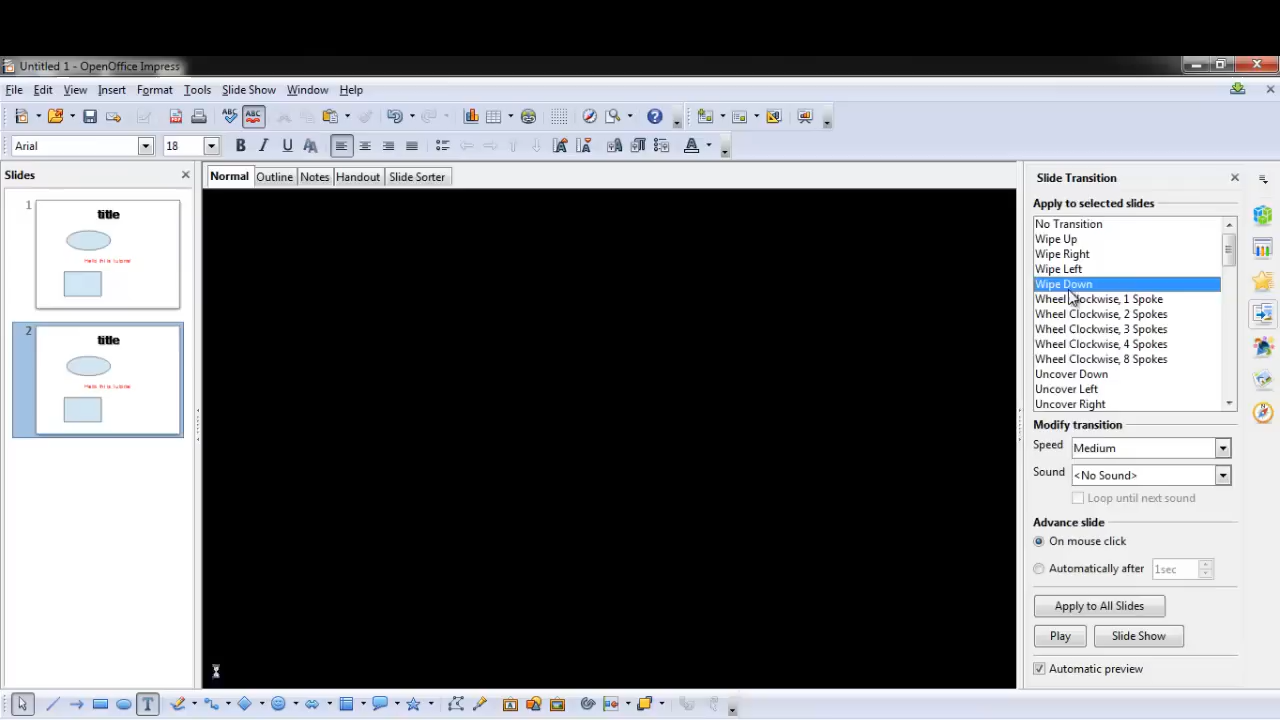 Untitled 1 - OpenOffice Impress
File Edit View Insert Format Tools Slide Show Window Help
ABC ABC
Arial 18 B I U
Slides
Normal Outline Notes Handout Slide Sorter
Slide Transition
1
title
2
title
Apply to selected slides
No Transition
Wipe Up
Wipe Right
Wipe Left
Wipe Down
Wheel Clockwise, 1 Spoke
Wheel Clockwise, 2 Spokes
Wheel Clockwise, 3 Spokes
Wheel Clockwise, 4 Spokes
Wheel Clockwise, 8 Spokes
Uncover Down
Uncover Left
Uncover Right
Modify transition
Speed Medium
Sound <No Sound>
Loop until next sound
Advance slide
On mouse click
Automatically after 1sec
Apply to All Slides
Play Slide Show
Automatic preview